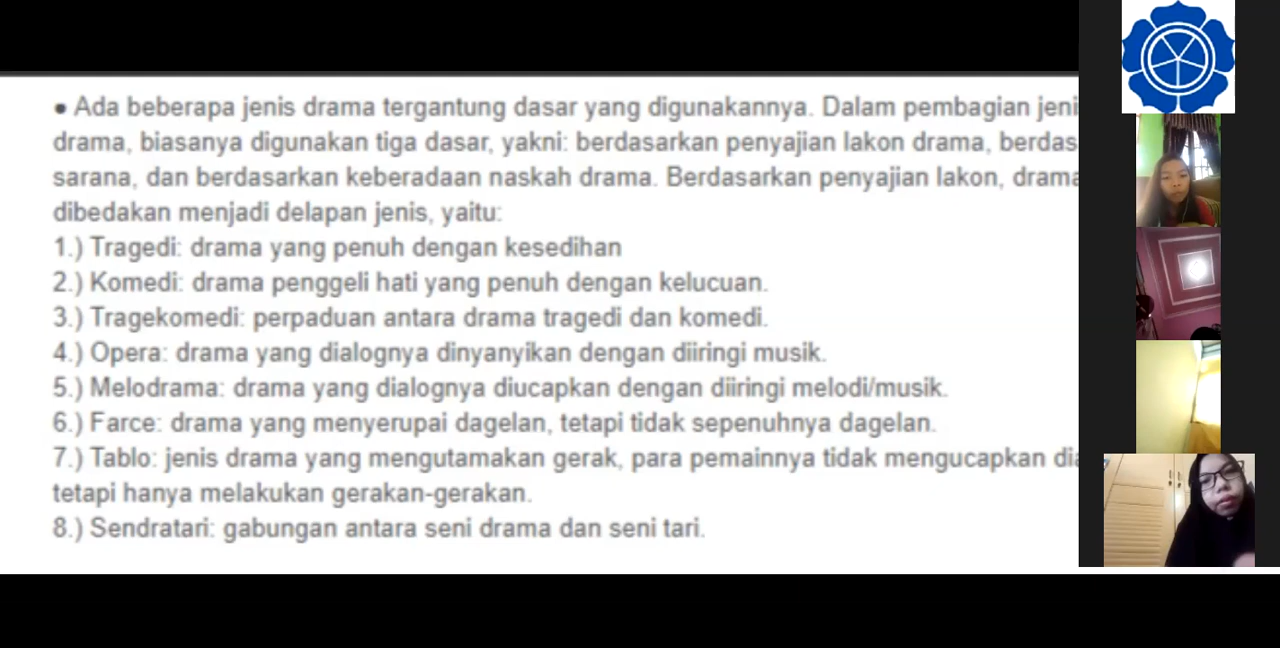 • Ada beberapa jenis drama tergantung dasar yang digunakannya. Dalam pembagian jeni
drama, biasanya digunakan tiga dasar, yakni: berdasarkan penyajian lakon drama, berdas
sarana, dan berdasarkan keberadaan naskah drama. Berdasarkan penyajian lakon, drama
dibedakan menjadi delapan jenis, yaitu:
1.) Tragedi: drama yang penuh dengan kesedihan
2.) Komedi: drama penggeli hati yang penuh dengan kelucuan.
3.) Tragekomedi: perpaduan antara drama tragedi dan komedi.
4.) Opera: drama yang dialognya dinyanyikan dengan diiringi musik.
5.) Melodrama: drama yang dialognya diucapkan dengan diiringi melodi/musik.
6.) Farce: drama yang menyerupai dagelan, tetapi tidak sepenuhnya dagelan.
7.) Tablo: jenis drama yang mengutamakan gerak, para pemainnya tidak mengucapkan dia
tetapi hanya melakukan gerakan-gerakan.
8.) Sendratari: gabungan antara seni drama dan seni tari.